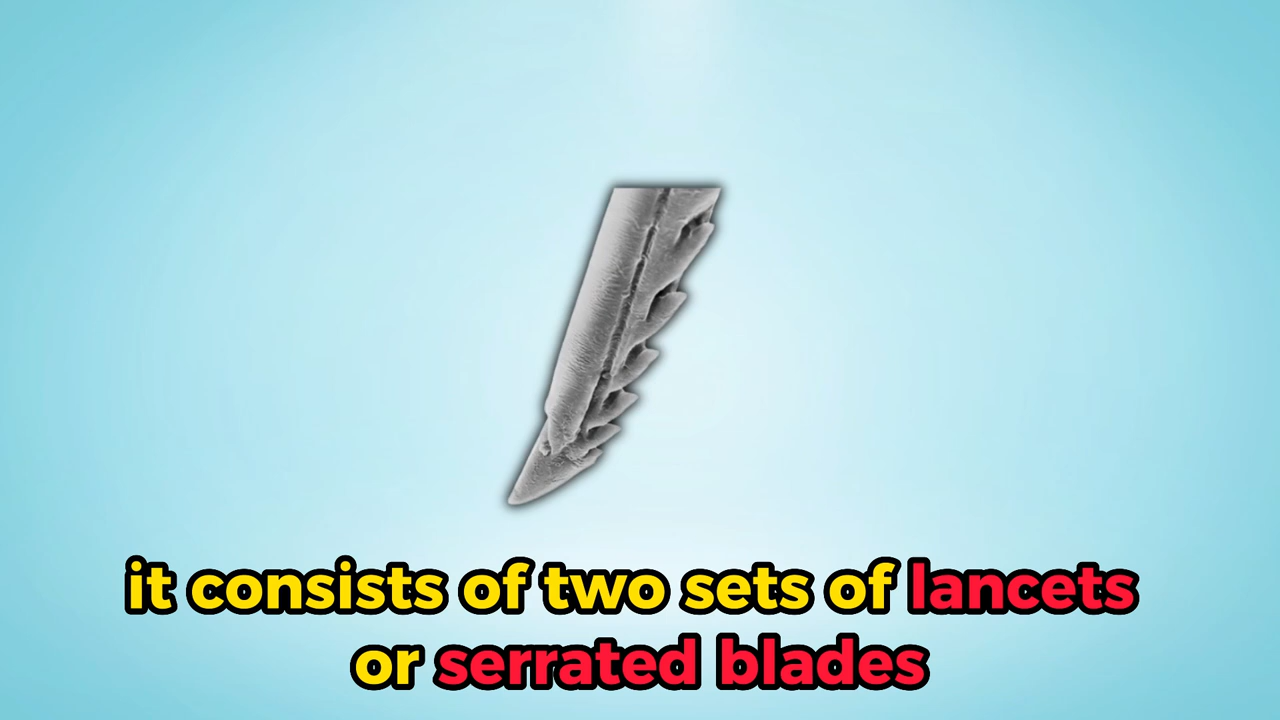 it consists of two sets of lancets
or serrated blades